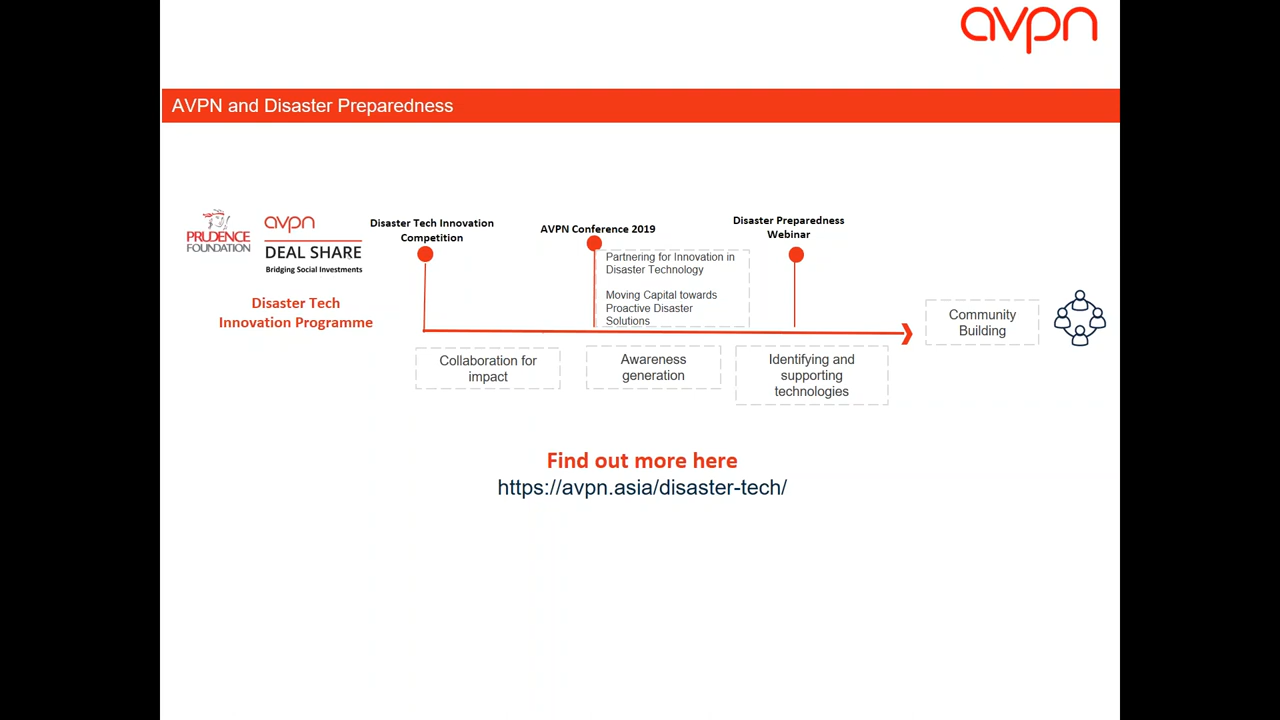 avpn
AVPN and Disaster Preparedness
PRUDENCE
FOUNDATION
avpn
DEAL SHARE
Bridging Social Investments
Disaster Tech
Innovation Programme
Disaster Tech Innovation
Competition
AVPN Conference 2019
Partnering for Innovation in
Disaster Technology
Moving Capital towards
Proactive Disaster
Solutions
Disaster Preparedness
Webinar
Collaboration for
impact
Awareness
generation
Identifying and
supporting
technologies
Community
Building
Find out more here
https://avpn.asia/disaster-tech/